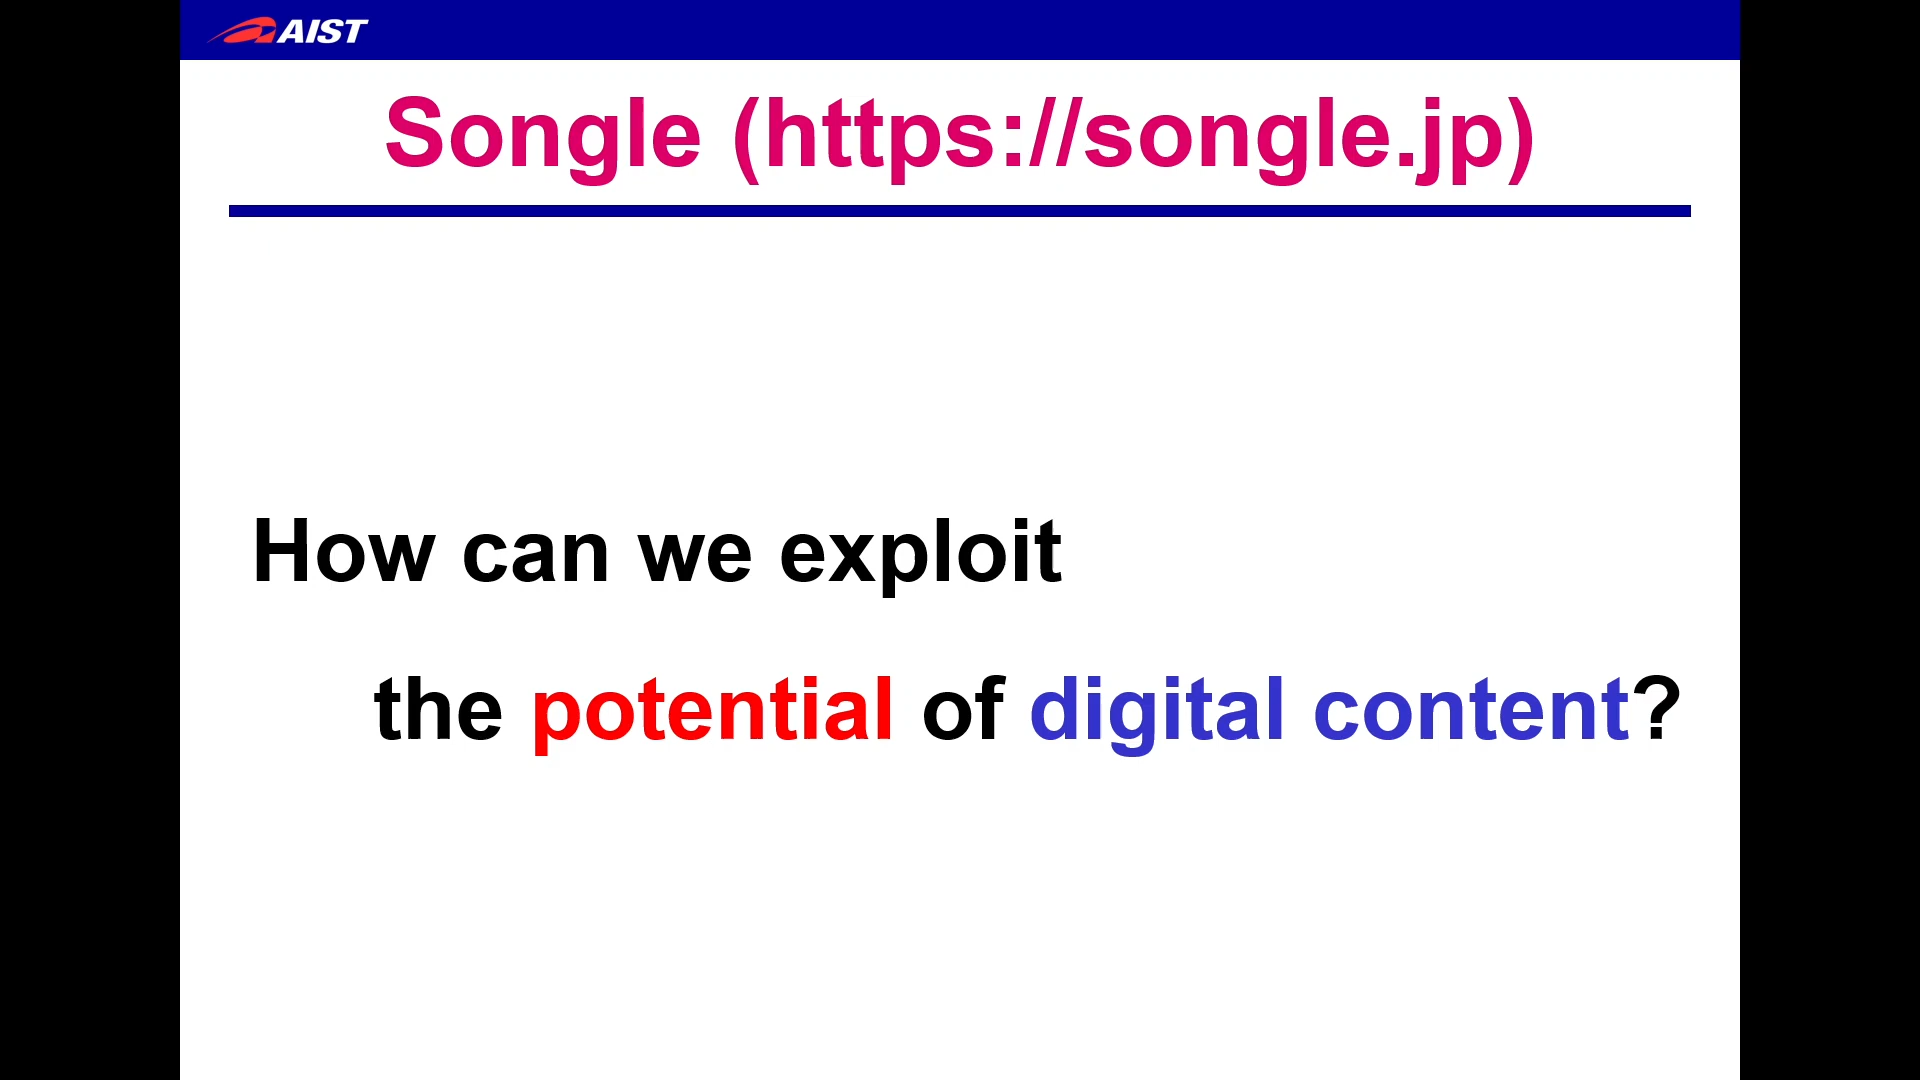 AIST
Songle (https://songle.jp)
How can we exploit
the potential of digital content?